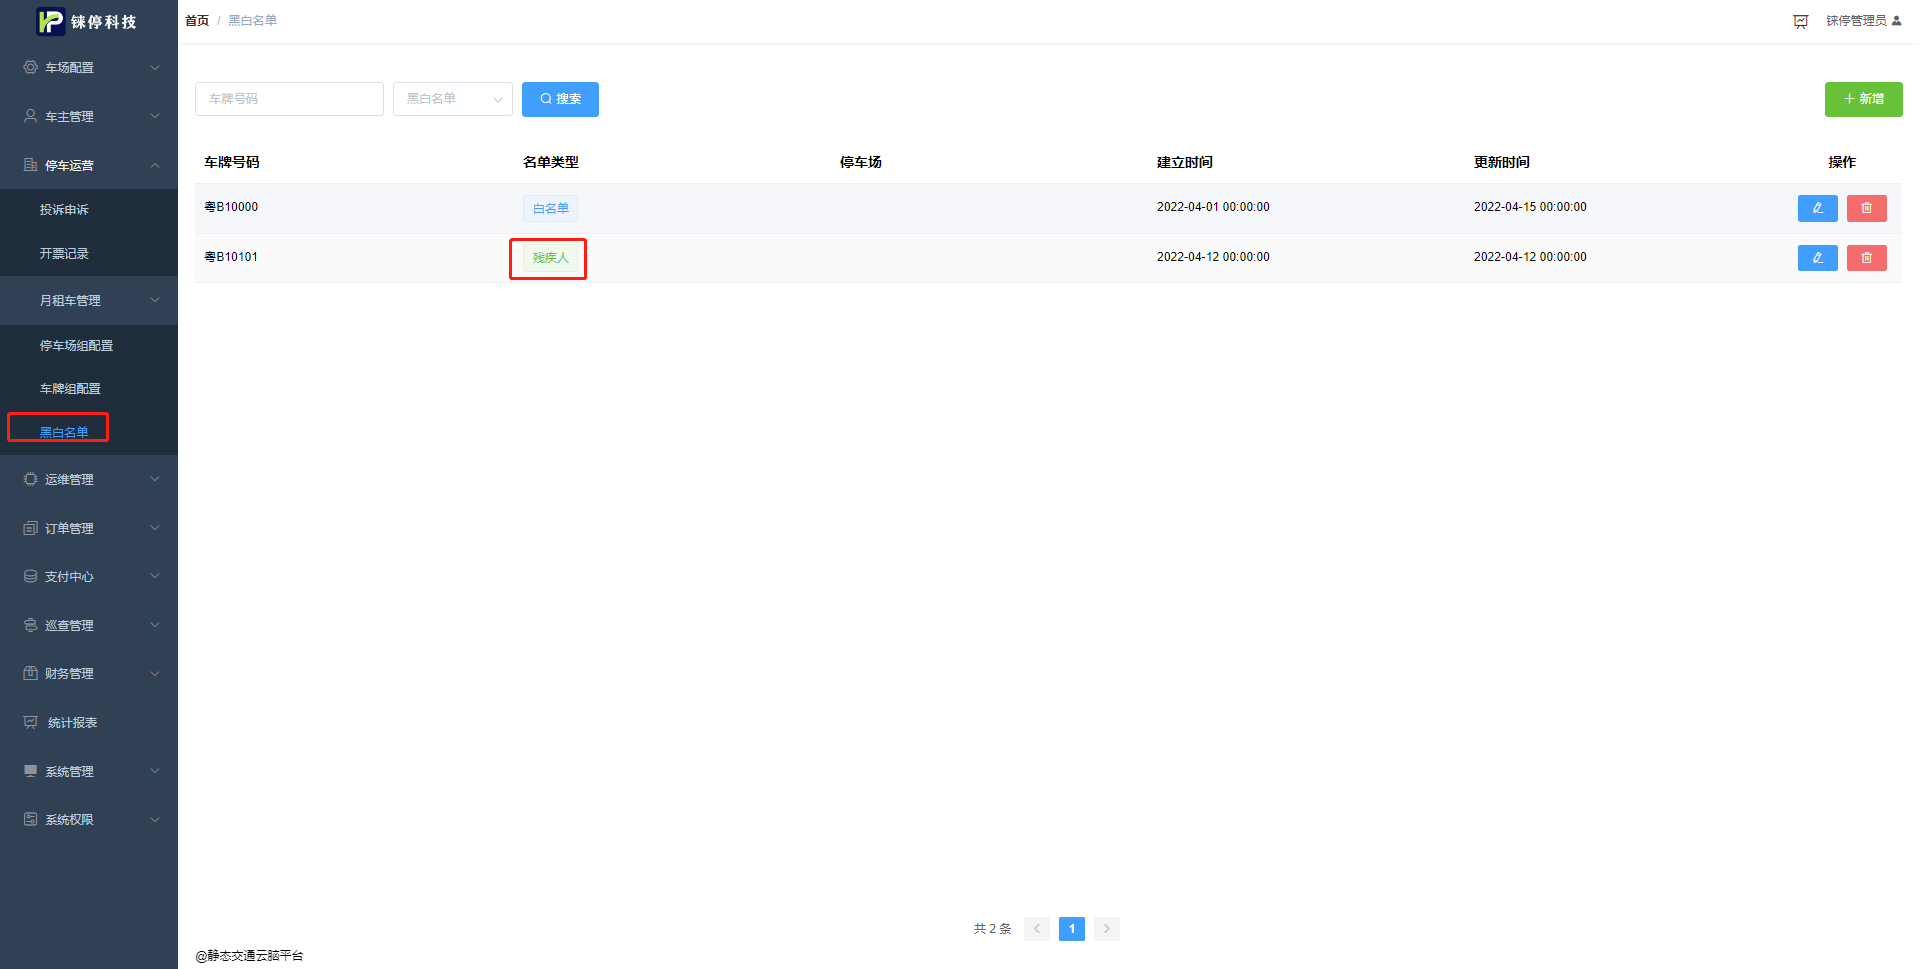 铼停科技
首页 / 黑白名单
铼停管理员
车场配置
车主管理
停车运营
投诉申诉
开票记录
月租车管理
停车场组配置
车牌组配置
黑白名单
运维管理
订单管理
支付中心
巡查管理
财务管理
统计报表
系统管理
系统权限
车牌号码 黑白名单 搜索 新增
车牌号码 名单类型 停车场 建立时间 更新时间 操作
粤B10000 白名单 2022-04-01 00:00:00 2022-04-15 00:00:00
粤B10101 残疾人 2022-04-12 00:00:00 2022-04-12 00:00:00
共 2 条 1
@静态交通云脑平台